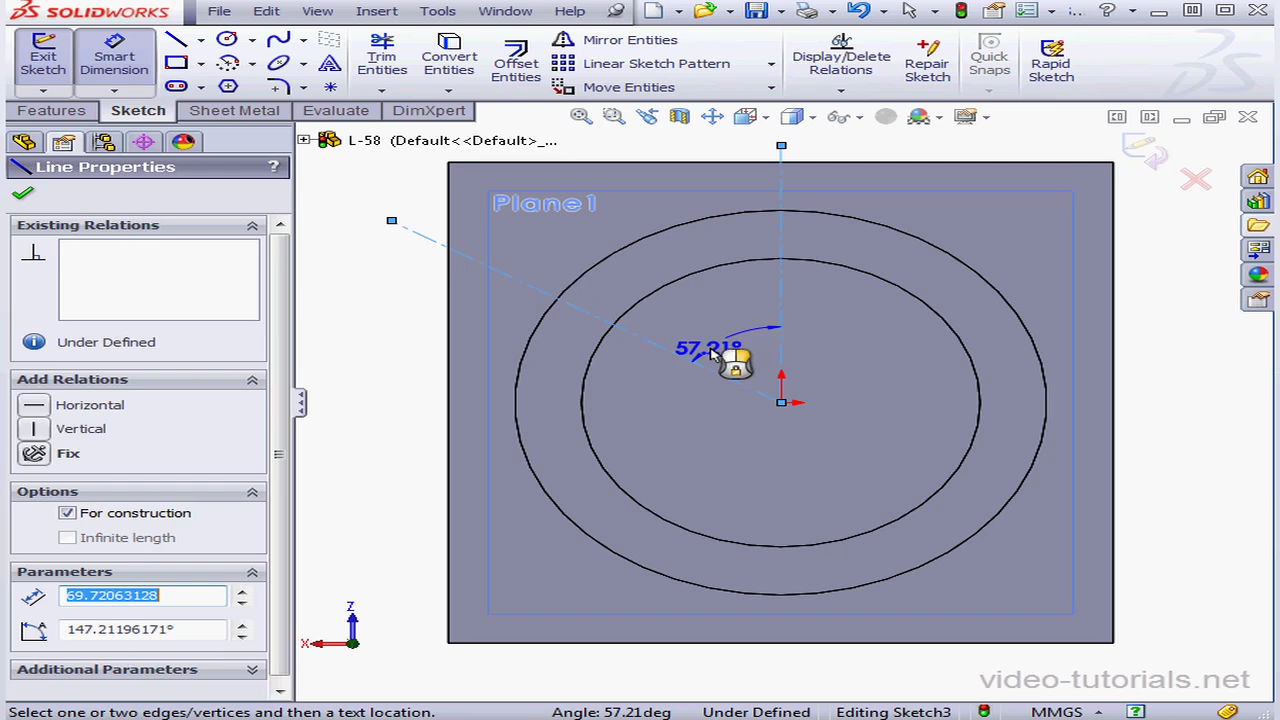 SOLIDWORKS File Edit View Insert Tools Window Help
Exit Sketch
Smart Dimension
Trim Entities
Convert Entities
Offset Entities
Mirror Entities
Linear Sketch Pattern
Move Entities
Display/Delete Relations
Repair Sketch
Quick Snaps
Rapid Sketch
Features Sketch Sheet Metal Evaluate DimXpert
L-58 (Default<<Default>_...
Line Properties ?
Existing Relations
Under Defined
Add Relations
Horizontal
Vertical
Fix
Options
For construction
Infinite length
Parameters
69.72063128
147.21196171°
Additional Parameters
Plane1
57.21°
Z
X
video-tutorials.net
Select one or two edges/vertices and then a text location. Angle: 57.21deg Under Defined Editing Sketch3 MMGS